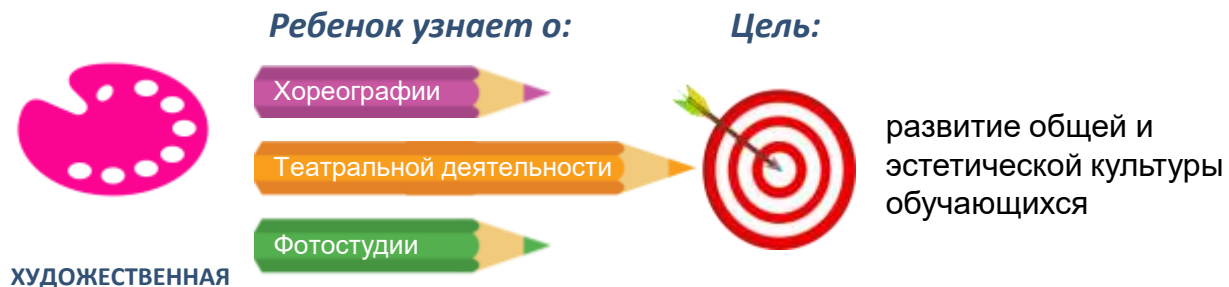 Ребенок узнает о:
Цель:
Хореографии
Театральной деятельности
Фотостудии
развитие общей и
эстетической культуры
обучающихся
ХУДОЖЕСТВЕННАЯ